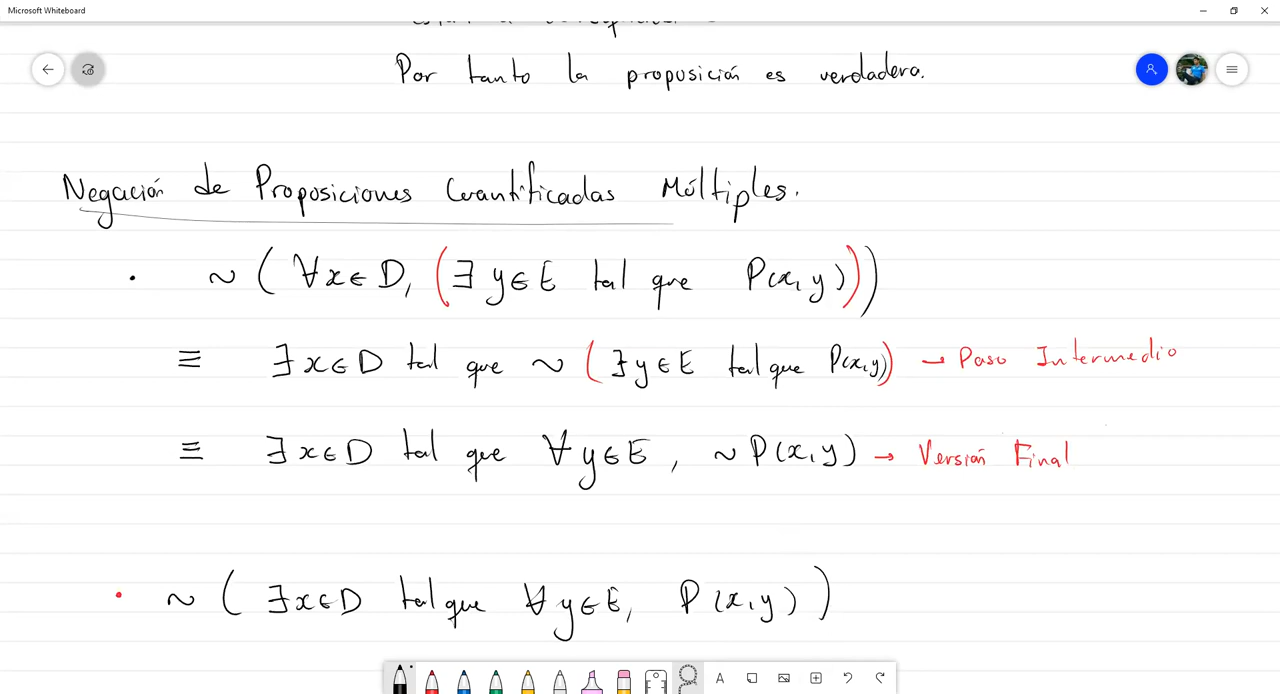 Microsoft Whiteboard
Por tanto la proposición es verdadera.
Negación de Proposiciones Cuantificadas Múltiples.
• ~ ( ∀x∈D, ( ∃ y∈E tal que P(x,y) ) )
≡ ∃x∈D tal que ~ ( ∃y∈E tal que P(x,y) ) → Paso Intermedio
≡ ∃x∈D tal que ∀y∈E, ~P(x,y) → Versión Final
• ~ ( ∃x∈D tal que ∀y∈E, P(x,y) )
A